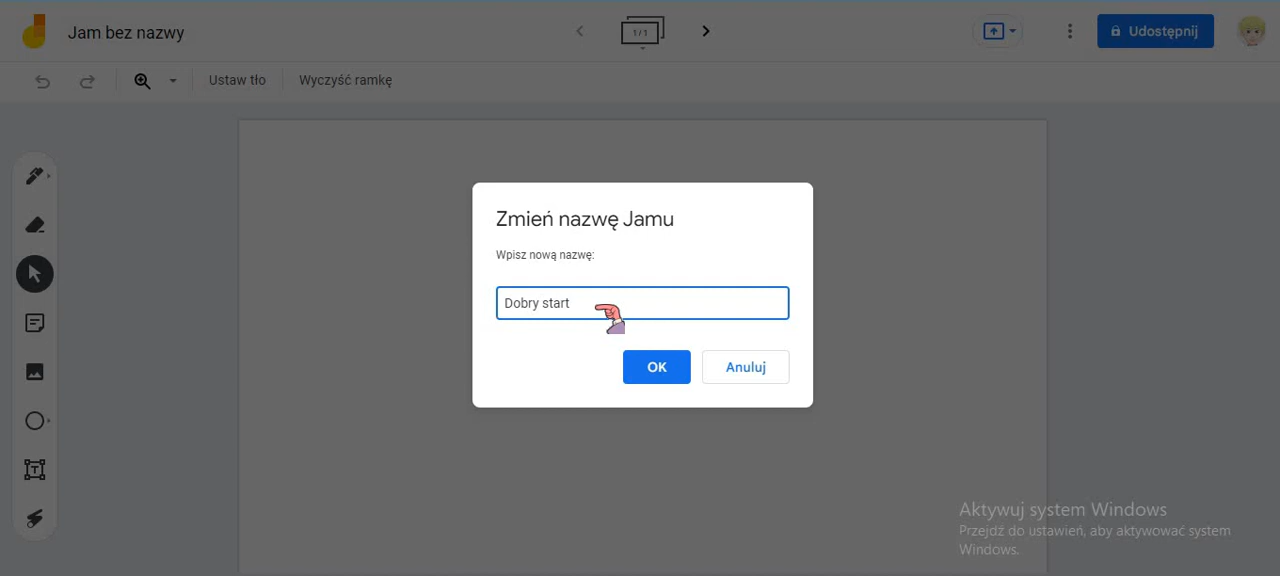 Jam bez nazwy
1/1
Udostępnij
Ustaw tło
Wyczyść ramkę
Zmień nazwę Jamu
Wpisz nową nazwę:
Dobry start
OK
Anuluj
T
Aktywuj system Windows
Przejdź do ustawień, aby aktywować system
Windows.